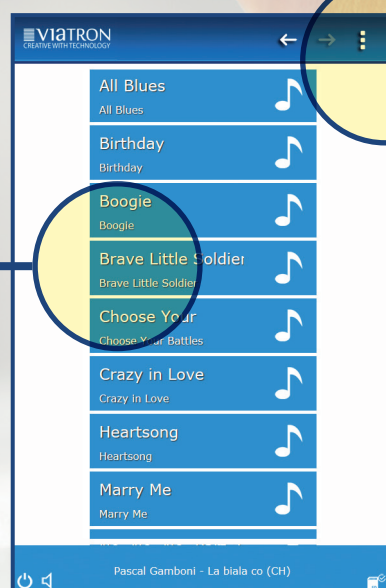 VIATRON
CREATIVE WITH TECHNOLOGY
All Blues
All Blues
Birthday
Birthday
Boogie
Boogie
Brave Little Soldier
Brave Little Soldier
Choose Your
Choose Your Battles
Crazy in Love
Crazy in Love
Heartsong
Heartsong
Marry Me
Marry Me
Pascal Gamboni - La biala co (CH)